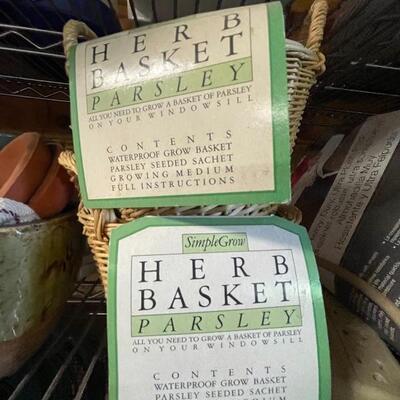 HERB
BASKET
PARSLEY
ALL YOU NEED TO GROW A BASKET OF PARSLEY
ON YOUR WINDOWSILL
CONTENTS
WATERPROOF GROW BASKET
PARSLEY SEEDED SACHET
GROWING MEDIUM
FULL INSTRUCTIONS
SimpleGrow
HERB
BASKET
PARSLEY
ALL YOU NEED TO GROW A BASKET OF PARSLEY
ON YOUR WINDOWSILL
CONTENTS
WATERPROOF GROW BASKET
PARSLEY SEEDED SACHET